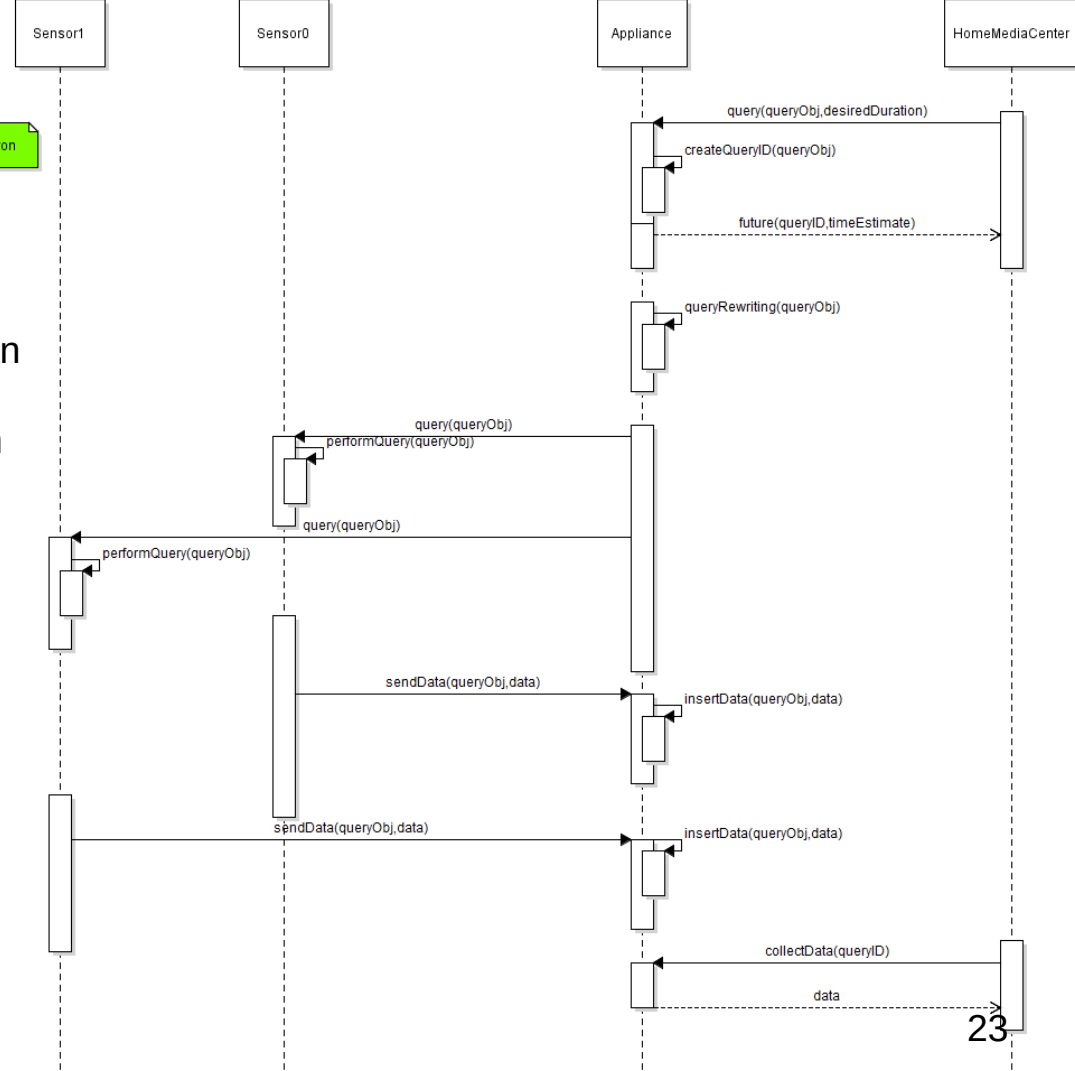 Sensor1
Sensor0
Appliance
HomeMediaCenter
query(queryObj,desiredDuration)
on
createQueryID(queryObj)
future(queryID,timeEstimate)
queryRewriting(queryObj)
n
query(queryObj)
performQuery(queryObj)
query(queryObj)
performQuery(queryObj)
sendData(queryObj,data)
insertData(queryObj,data)
sendData(queryObj,data)
insertData(queryObj,data)
collectData(queryID)
data
23